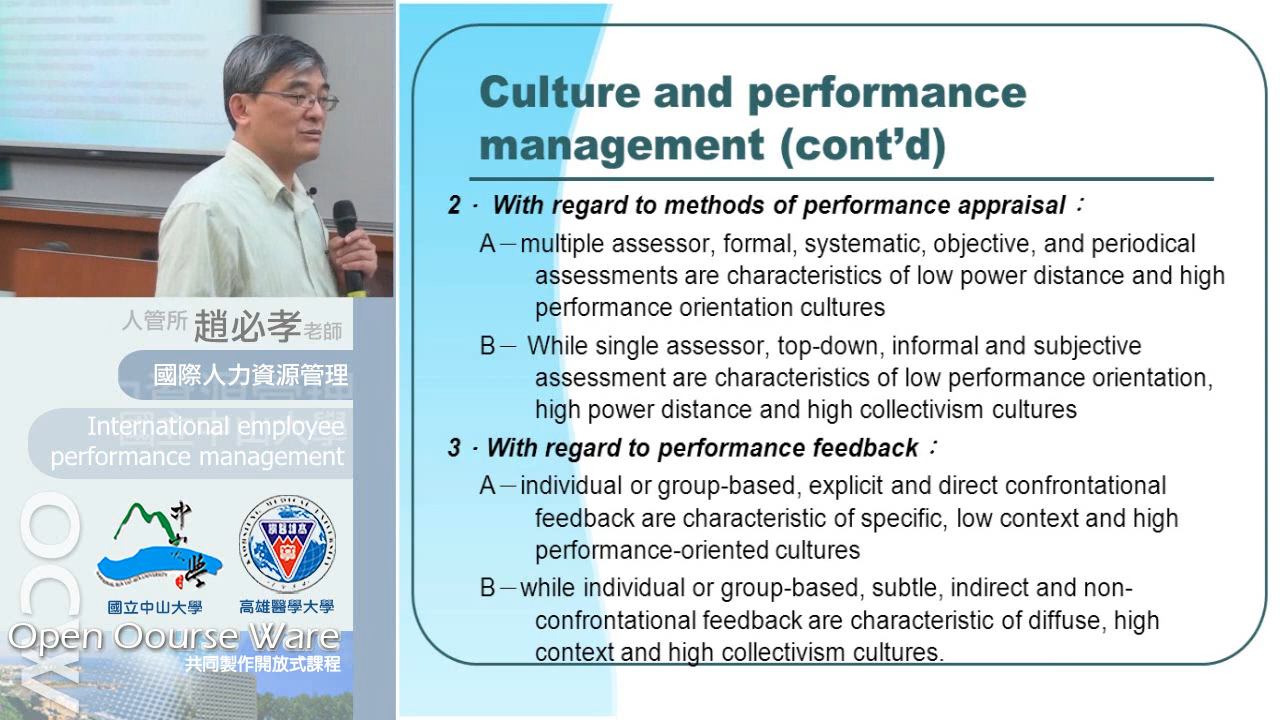 人管所 趙必孝老師
國際人力資源管理
International employee
performance management
國立中山大學
高雄醫學大學
OCW
Open Oourse Ware
共同製作開放式課程
Culture and performance
management (cont’d)
2 · With regard to methods of performance appraisal：
A－multiple assessor, formal, systematic, objective, and periodical
assessments are characteristics of low power distance and high
performance orientation cultures
B－ While single assessor, top-down, informal and subjective
assessment are characteristics of low performance orientation,
high power distance and high collectivism cultures
3 · With regard to performance feedback：
A－individual or group-based, explicit and direct confrontational
feedback are characteristic of specific, low context and high
performance-oriented cultures
B－while individual or group-based, subtle, indirect and non-
confrontational feedback are characteristic of diffuse, high
context and high collectivism cultures.